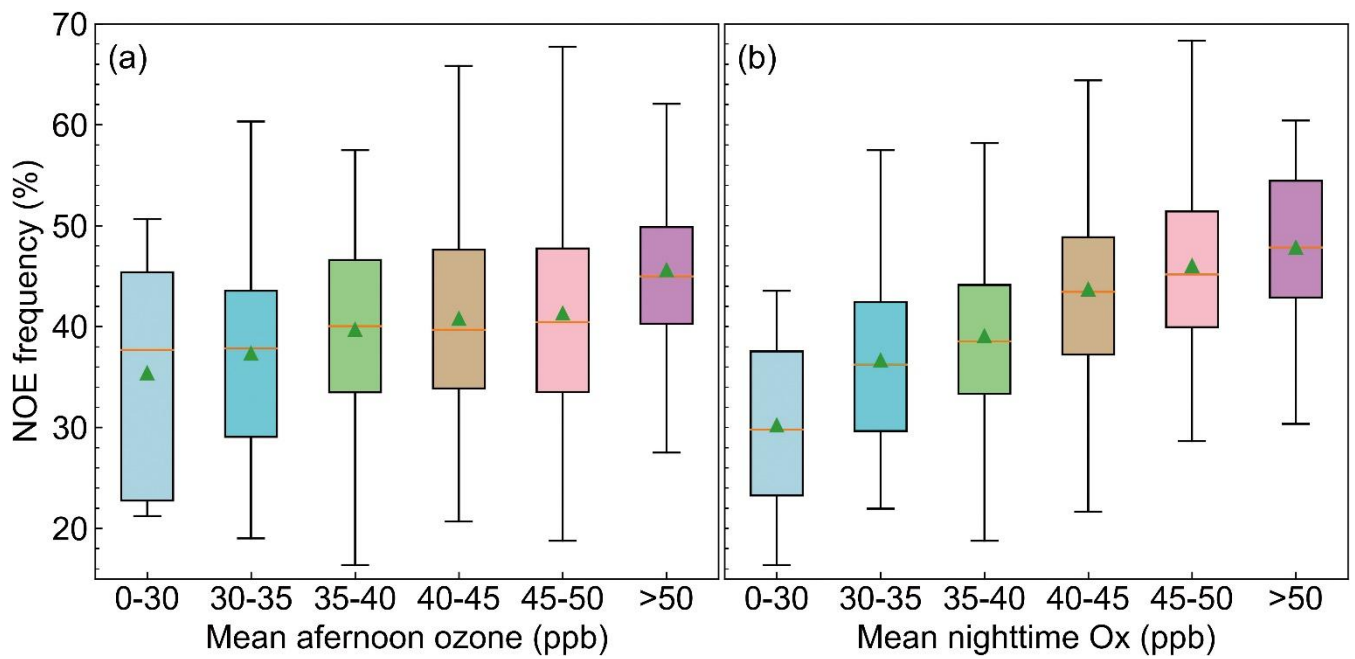 (a)
(b)
NOE frequency (%)
70
60
50
40
30
20
0-30 30-35 35-40 40-45 45-50 >50
0-30 30-35 35-40 40-45 45-50 >50
Mean afernoon ozone (ppb)
Mean nighttime Ox (ppb)